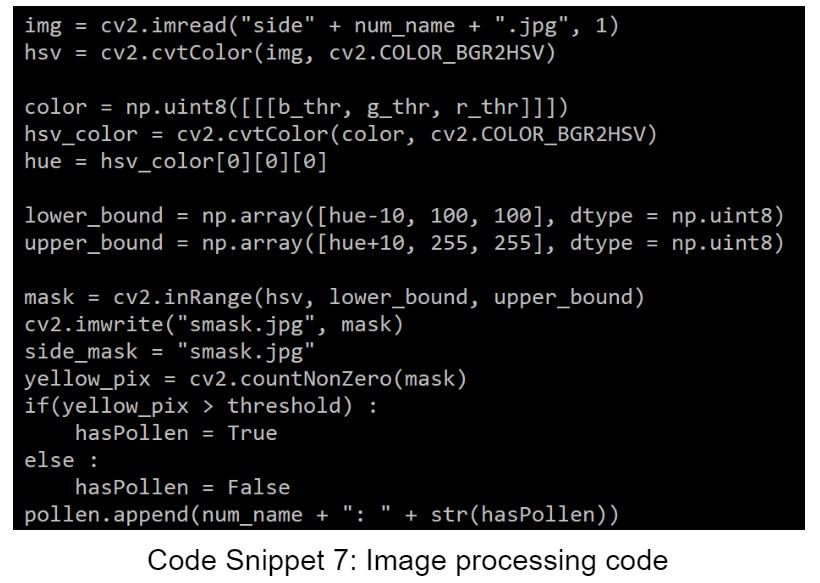 img = cv2.imread("side" + num_name + ".jpg", 1)
hsv = cv2.cvtColor(img, cv2.COLOR_BGR2HSV)
color = np.uint8([[[b_thr, g_thr, r_thr]]])
hsv_color = cv2.cvtColor(color, cv2.COLOR_BGR2HSV)
hue = hsv_color[0][0][0]
lower_bound = np.array([hue-10, 100, 100], dtype = np.uint8)
upper_bound = np.array([hue+10, 255, 255], dtype = np.uint8)
mask = cv2.inRange(hsv, lower_bound, upper_bound)
cv2.imwrite("smask.jpg", mask)
side_mask = "smask.jpg"
yellow_pix = cv2.countNonZero(mask)
if(yellow_pix > threshold) :
    hasPollen = True
else :
    hasPollen = False
pollen.append(num_name + ": " + str(hasPollen))
Code Snippet 7: Image processing code